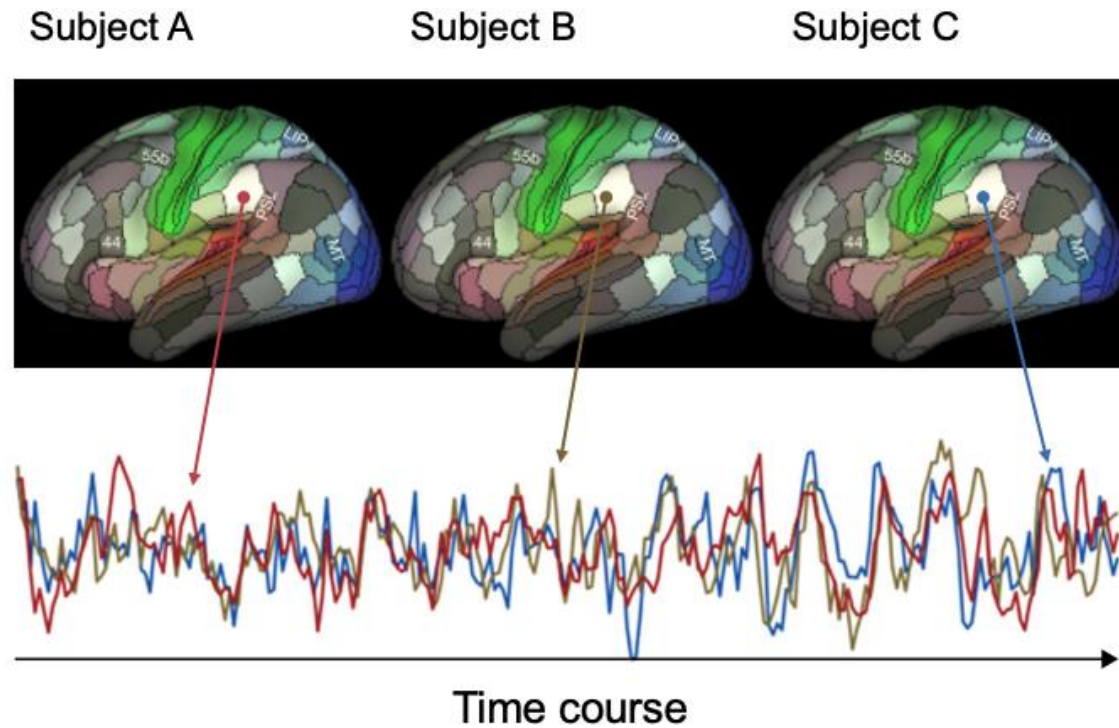 Subject A
Subject B
Subject C
55b
LIPv
PSL
44
MT
55b
LIPv
PSL
44
MT
55b
LIPv
PSL
44
MT
Time course